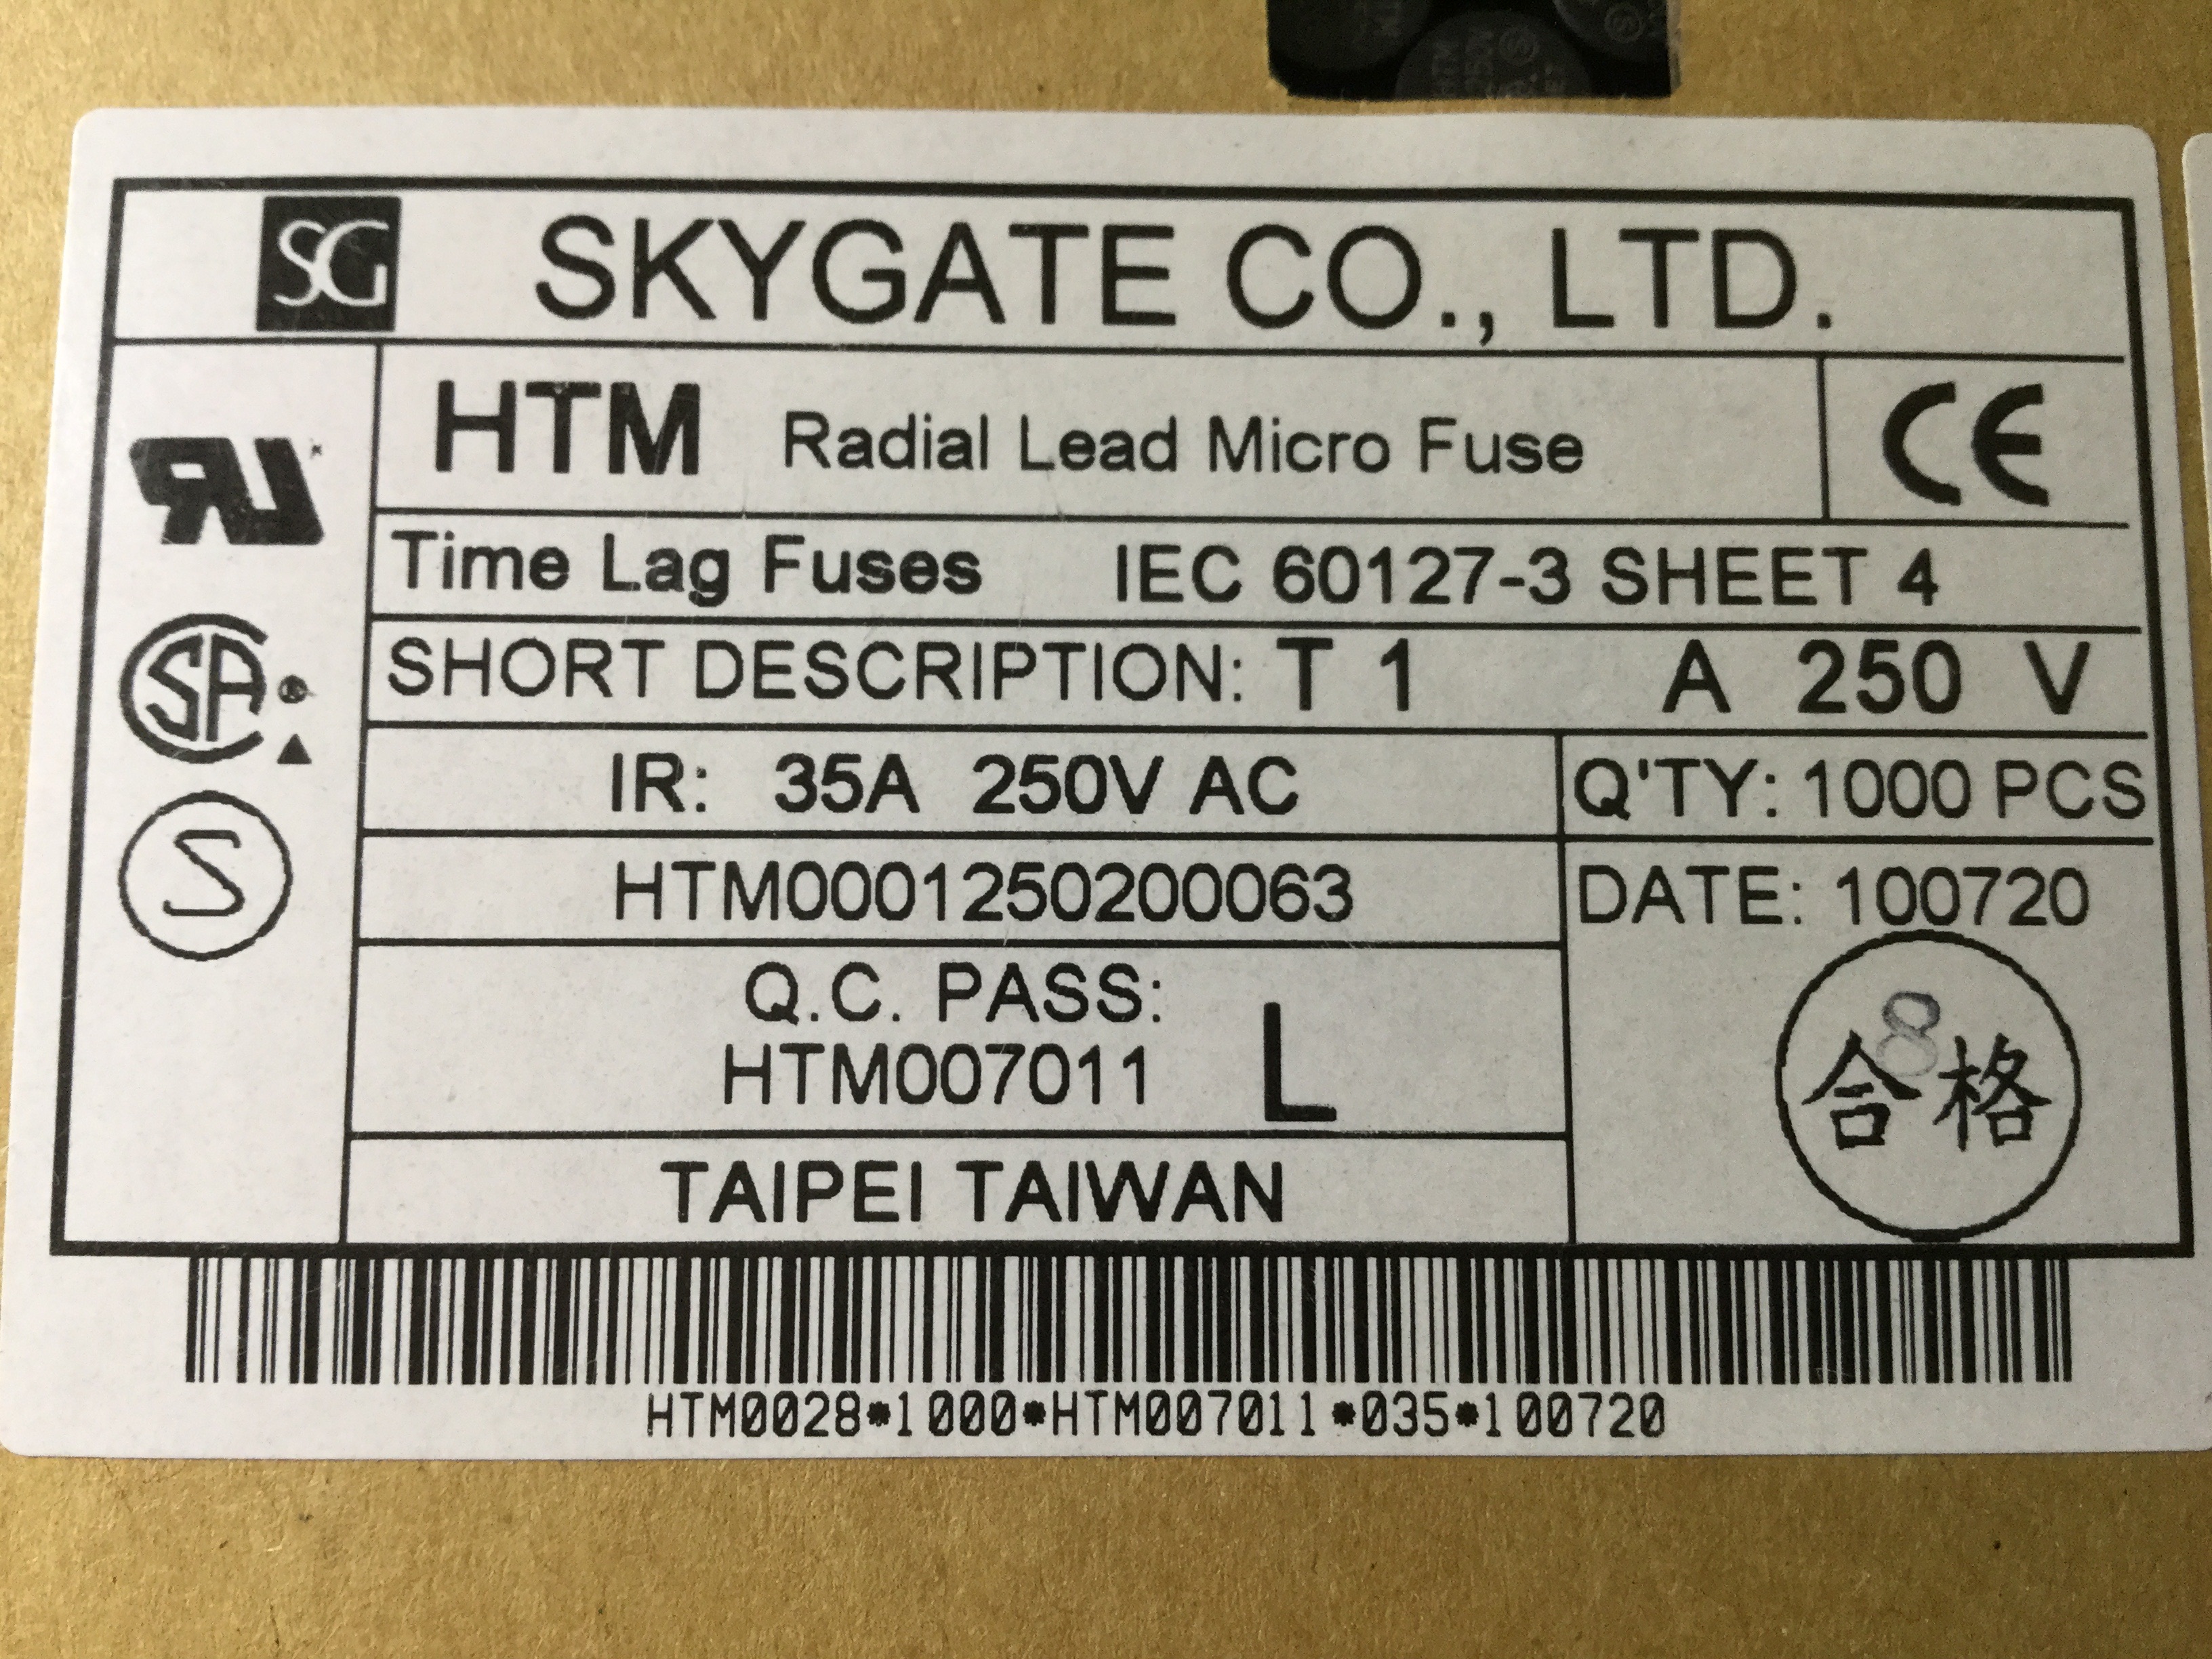 SG SKYGATE CO., LTD.
HTM Radial Lead Micro Fuse CE
Time Lag Fuses IEC 60127-3 SHEET 4
SHORT DESCRIPTION: T 1 A 250 V
IR: 35A 250V AC
Q'TY: 1000 PCS
HTM0001250200063
DATE: 100720
Q.C. PASS:
HTM007011 L
8
合格
TAIPEI TAIWAN
RU
SA
S
HTM0028*1000*HTM007011*035*100720